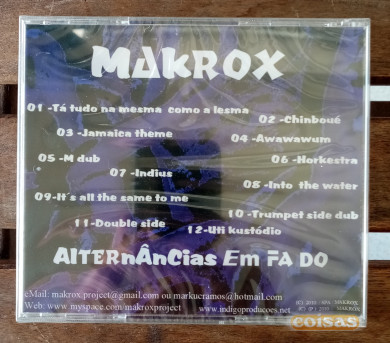 MAKROX
01 -Tá tudo na mesma como a lesma
02 -Chinboué
03 -Jamaica theme
04 -Awawawum
05 -M dub
06 -Horkestra
07 -Indius
08 -Into the water
09-It´s all the same to me
10 -Trumpet side dub
11-Double side
12-Uti kustódio
AlTERnÂnCias Em FA DO
eMail: makrox.project@gmail.com ou markucramos@hotmail.com
Web: www.myspace.com/makroxproject www.indigoproducoes.net
coisas